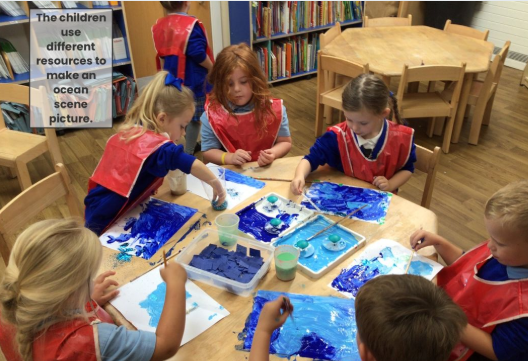 The children
use
different
resources to
make an
ocean
scene
picture.